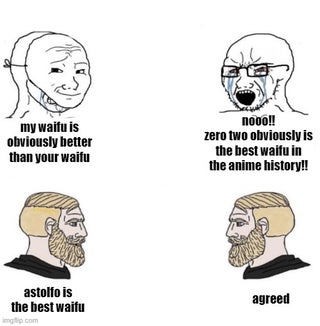 my waifu is
obviously better
than your waifu
nooo!!
zero two obviously is
the best waifu in
the anime history!!
astolfo is
the best waifu
agreed
imgflip.com